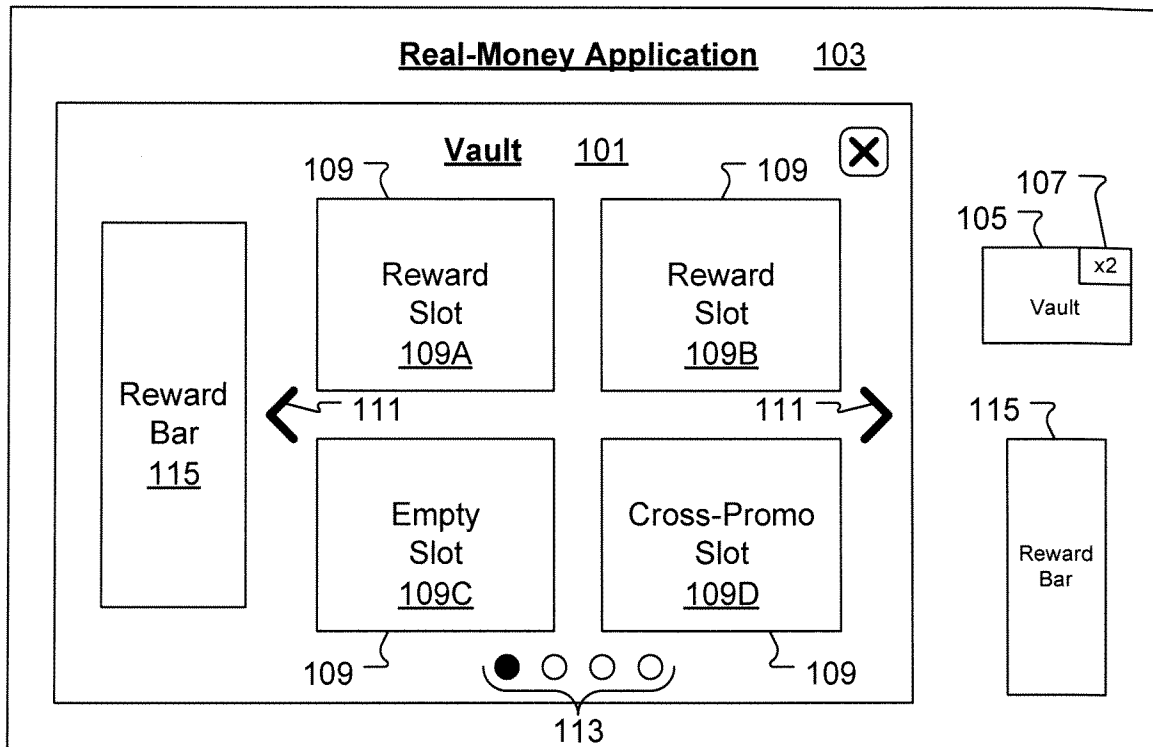 Real-Money Application 103
Vault 101
109
109
107
105
x2
Vault
Reward
Slot
109A
Reward
Slot
109B
Reward
Bar
115
111
111
115
Empty
Slot
109C
Cross-Promo
Slot
109D
Reward
Bar
109
109
113